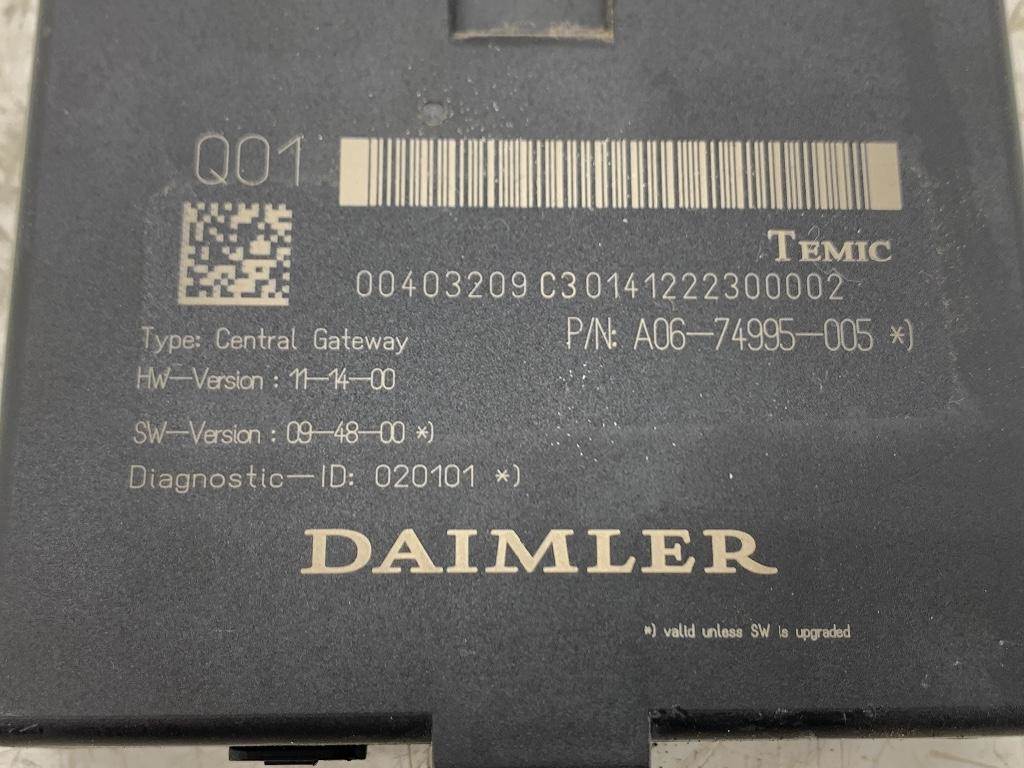 Q01
TEMIC
00403209 C30141222300002
Type: Central Gateway
P/N: A06-74995-005 *)
HW-Version : 11-14-00
SW-Version : 09-48-00 *)
Diagnostic-ID: 020101 *)
DAIMLER
*) valid unless SW is upgraded